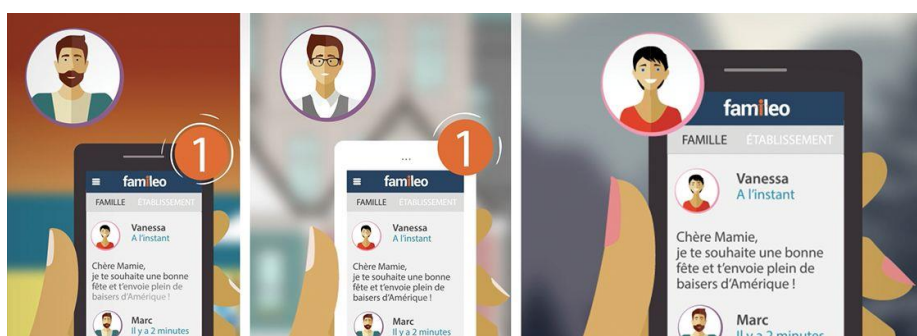 1
famileo
FAMILLE ÉTABLISSEMENT
Vanessa
A l'instant
Chère Mamie,
je te souhaite une bonne
fête et t'envoie plein de
baisers d'Amérique !
Marc
Il y a 2 minutes
1
famileo
FAMILLE ÉTABLISSEMENT
Vanessa
A l'instant
Chère Mamie,
je te souhaite une bonne
fête et t'envoie plein de
baisers d'Amérique !
Marc
Il y a 2 minutes
famileo
FAMILLE ÉTABLISSEMENT
Vanessa
A l'instant
Chère Mamie,
je te souhaite une bonne
fête et t'envoie plein de
baisers d'Amérique !
Marc
Il y a 2 minutes